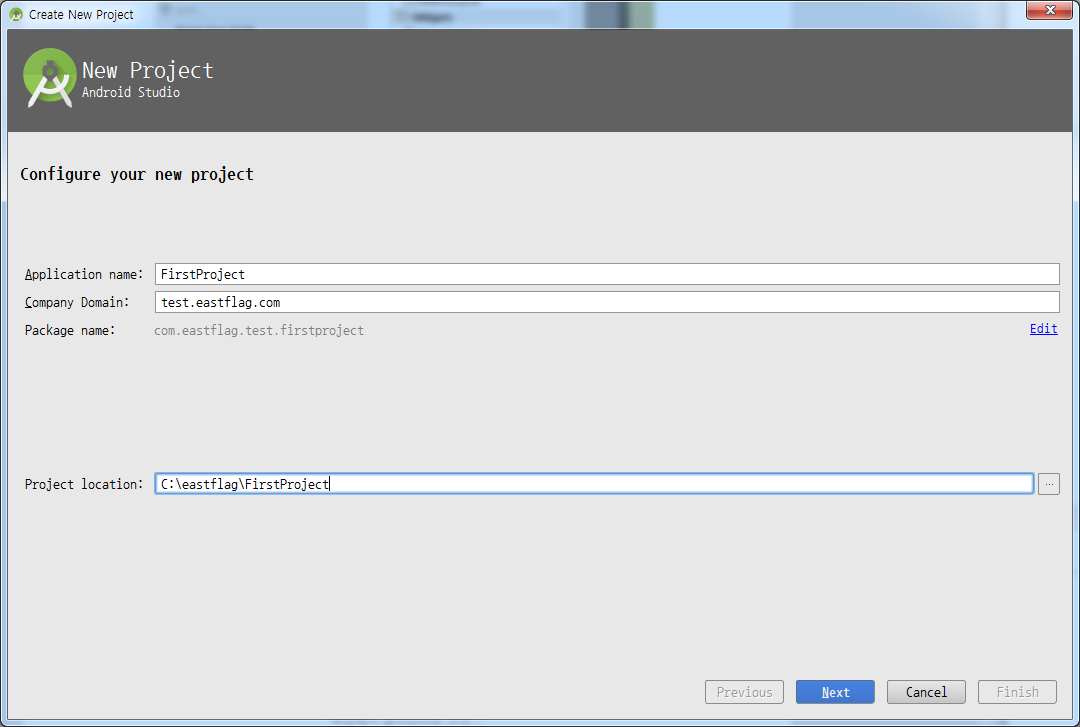 Create New Project
New Project
Android Studio
Configure your new project
Application name: FirstProject
Company Domain: test.eastflag.com
Package name: com.eastflag.test.firstproject Edit
Project location: C:\eastflag\FirstProject ...
Previous Next Cancel Finish